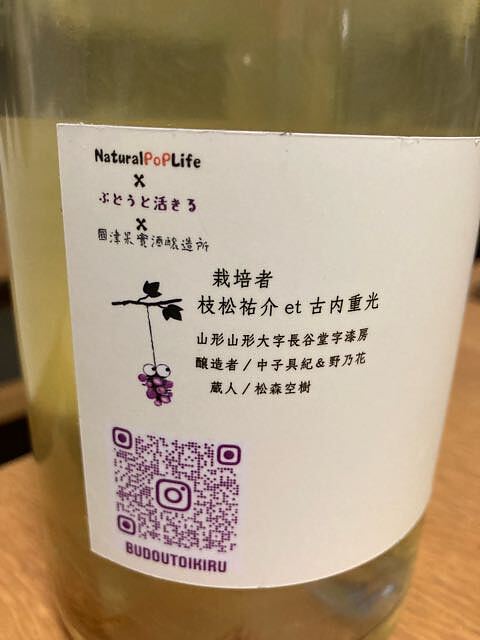 NaturalPoPLife
X
ぶどうと活きる
X
國津果實酒醸造所
栽培者
枝松祐介 et 古内重光
山形山形大字長谷堂字漆房
醸造者/中子具紀&野乃花
蔵人/松森空樹
BUDOUTOIKIRU